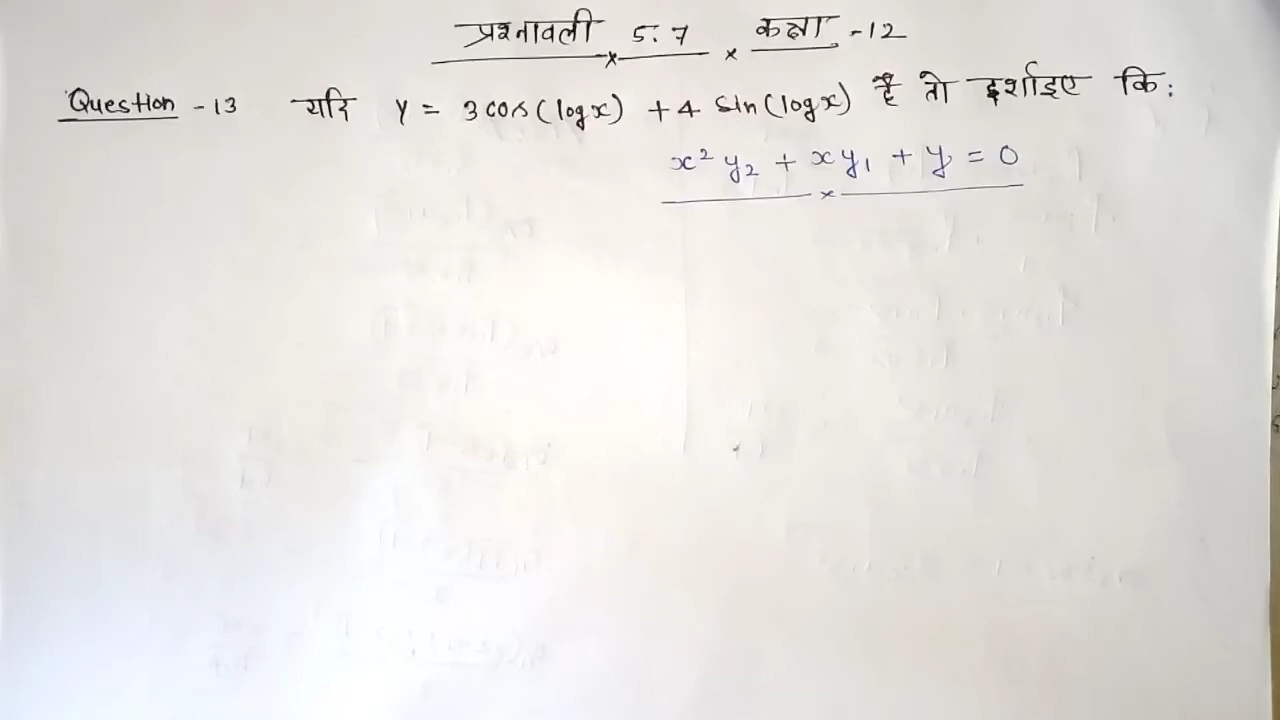 प्रश्नावली 5.7 कक्षा -12
Question -13 यदि y = 3 cos (log x) + 4 sin (log x) है तो दर्शाइए कि :
x² y₂ + x y₁ + y = 0